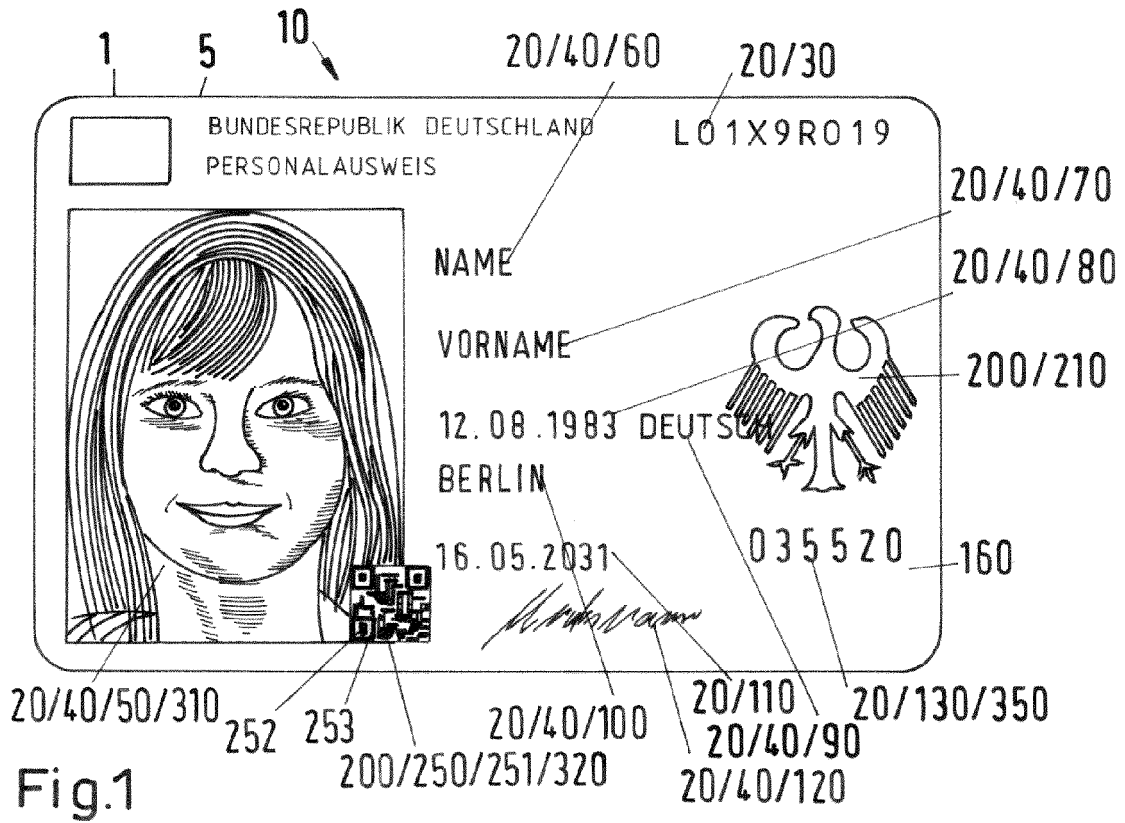 1 5 10 20/40/60 20/30
BUNDESREPUBLIK DEUTSCHLAND L01X9R019
PERSONALAUSWEIS
20/40/70
NAME
20/40/80
VORNAME
200/210
12.08.1983 DEUTSCH
BERLIN
16.05.2031 035520 160
20/40/50/310 252 253 20/40/100 20/110 20/130/350
200/250/251/320 20/40/90
20/40/120
Fig.1